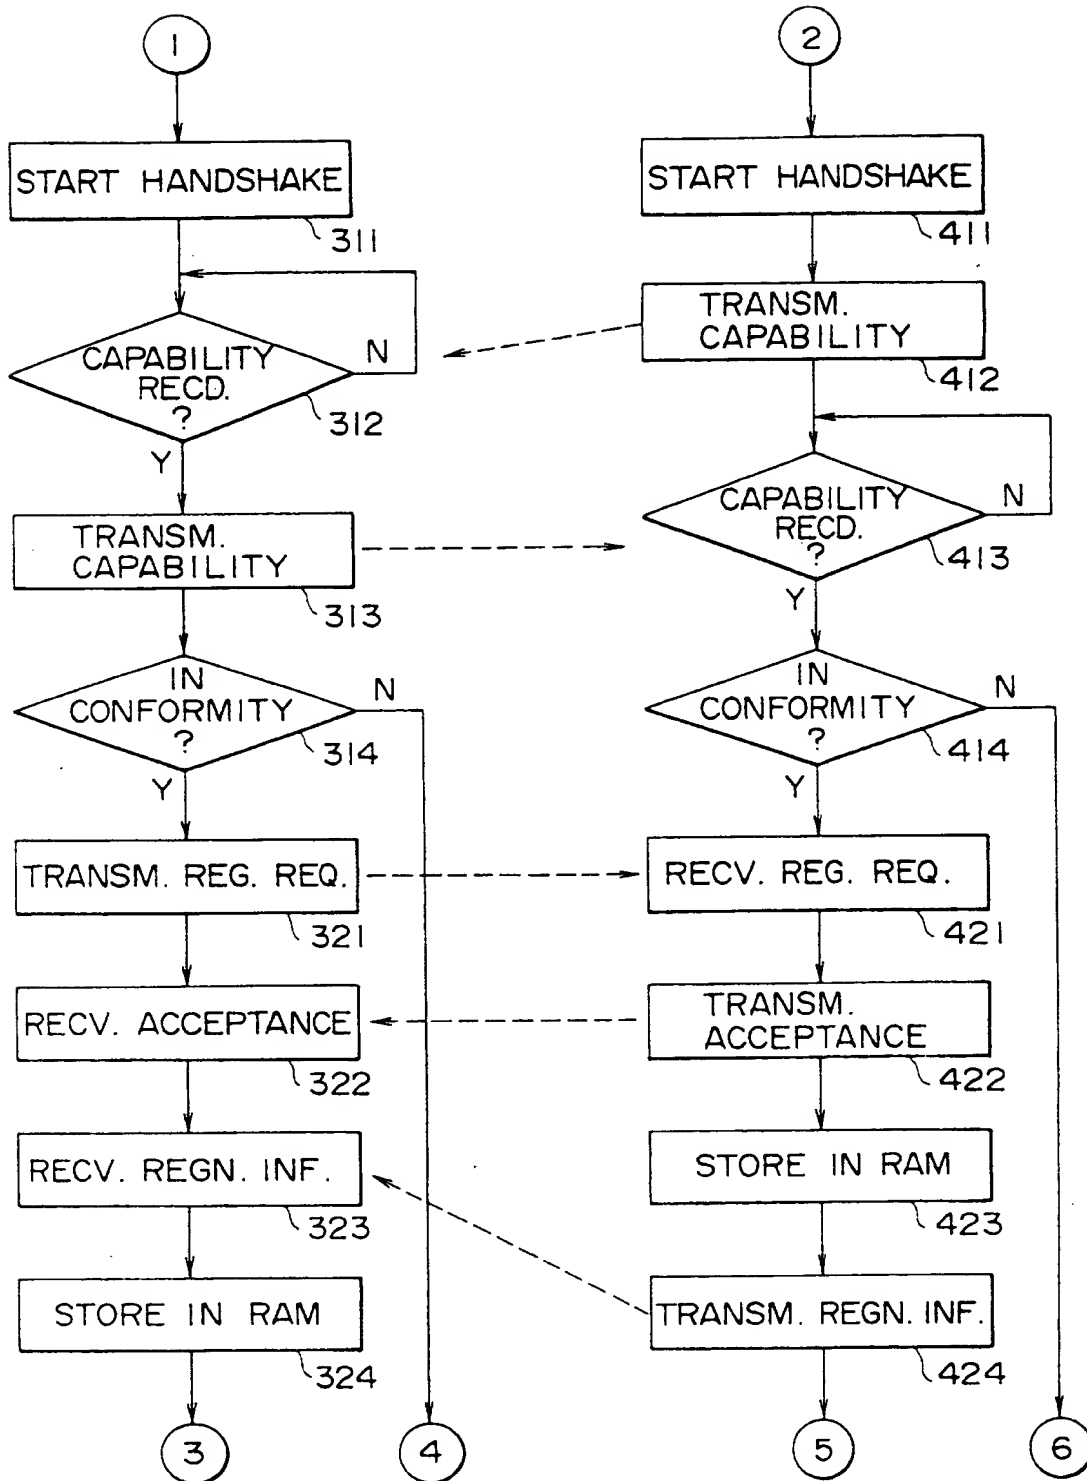 1
START HANDSHAKE
311
CAPABILITY
RECD.
?
N
312
Y
TRANSM.
CAPABILITY
313
IN
CONFORMITY
?
N
314
Y
TRANSM. REG. REQ.
321
RECV. ACCEPTANCE
322
RECV. REGN. INF.
323
STORE IN RAM
324
3
4
2
START HANDSHAKE
411
TRANSM.
CAPABILITY
412
CAPABILITY
RECD.
?
N
413
Y
IN
CONFORMITY
?
N
414
Y
RECV. REG. REQ.
421
TRANSM.
ACCEPTANCE
422
STORE IN RAM
423
TRANSM. REGN. INF.
424
5
6